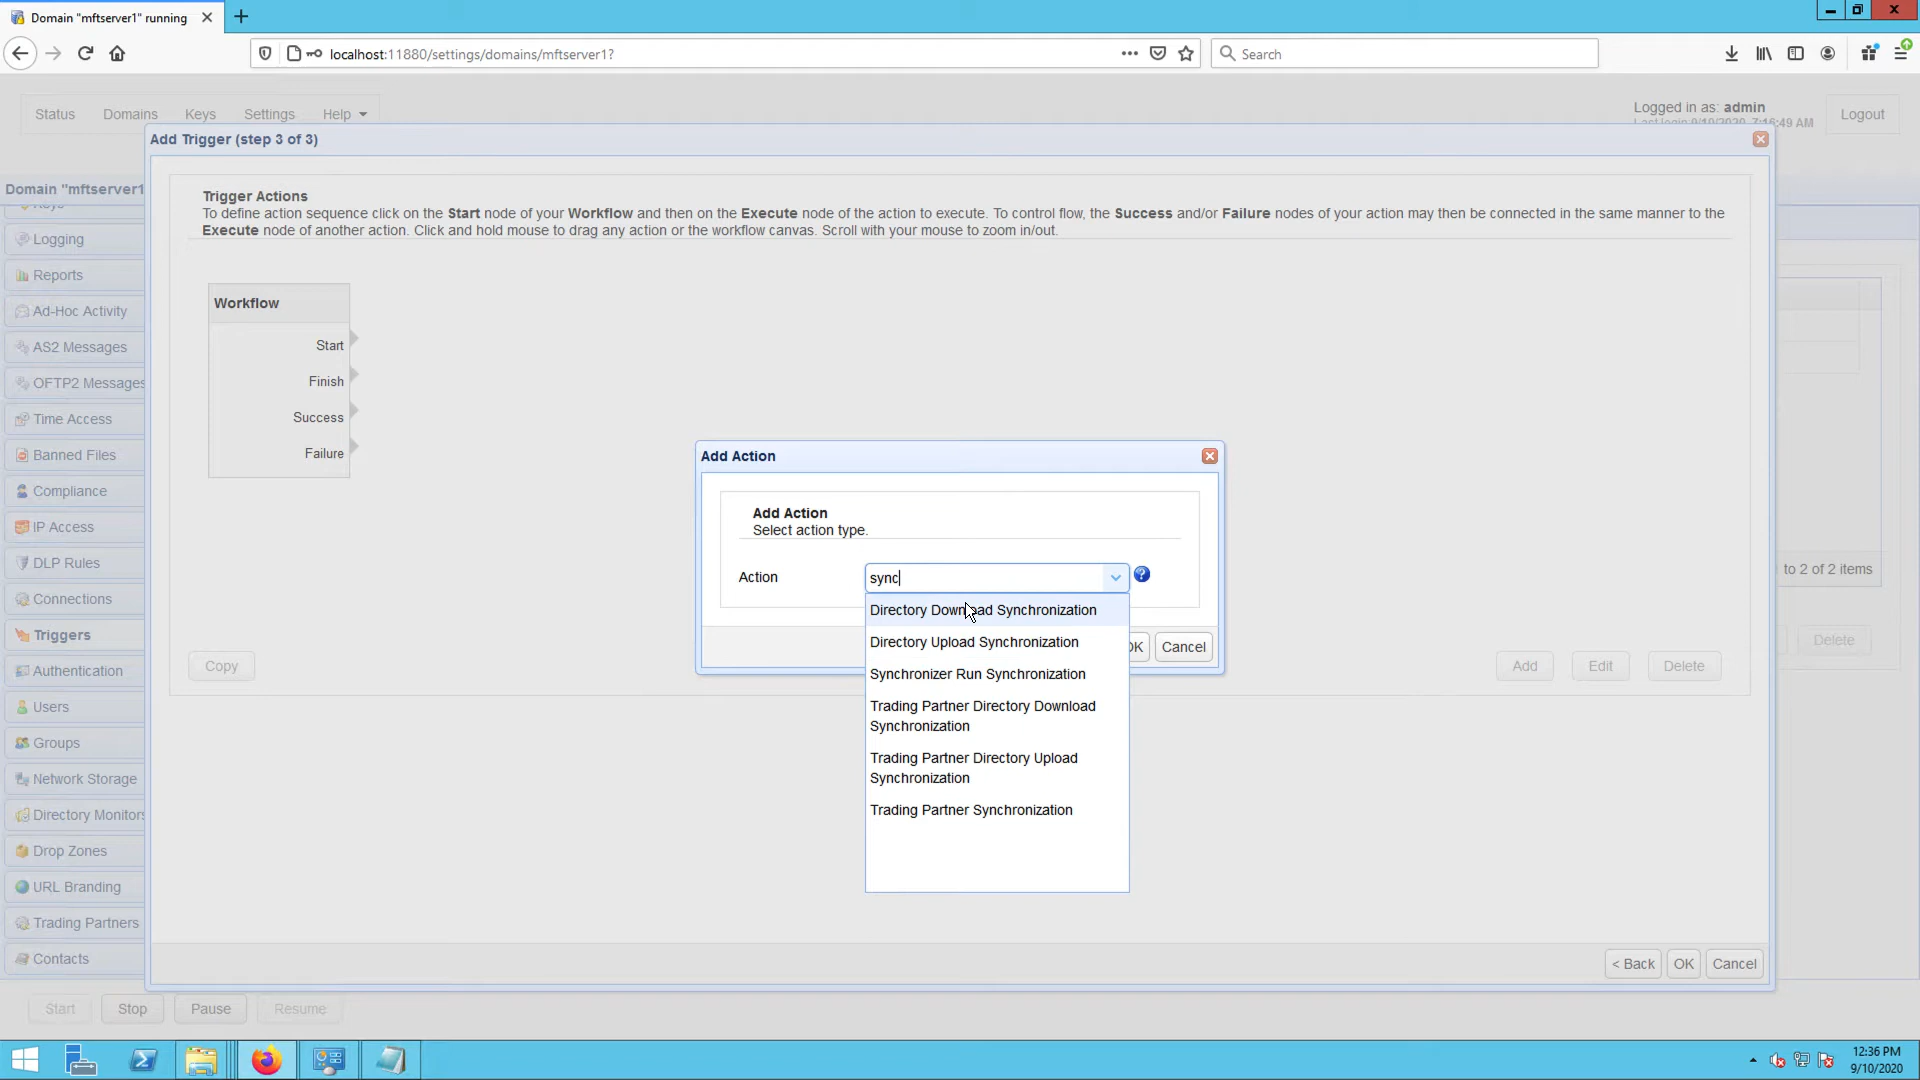 Domain "mftserver1" running
localhost:11880/settings/domains/mftserver1?
Search
Status Domains Keys Settings Help
Logged in as: admin
Last login 9/10/2020, 7:16:49 AM
Logout
Add Trigger (step 3 of 3)
Domain "mftserver1
Keys
Logging
Reports
Ad-Hoc Activity
AS2 Messages
OFTP2 Messages
Time Access
Banned Files
Compliance
IP Access
DLP Rules
Connections
Triggers
Authentication
Users
Groups
Network Storage
Directory Monitors
Drop Zones
URL Branding
Trading Partners
Contacts
Trigger Actions
To define action sequence click on the Start node of your Workflow and then on the Execute node of the action to execute. To control flow, the Success and/or Failure nodes of your action may then be connected in the same manner to the
Execute node of another action. Click and hold mouse to drag any action or the workflow canvas. Scroll with your mouse to zoom in/out.
Workflow
Start
Finish
Success
Failure
Add Action
Add Action
Select action type.
Action
sync
?
Directory Download Synchronization
Directory Upload Synchronization
Synchronizer Run Synchronization
Trading Partner Directory Download
Synchronization
Trading Partner Directory Upload
Synchronization
Trading Partner Synchronization
OK Cancel
to 2 of 2 items
Delete
Copy
Add Edit Delete
< Back OK Cancel
Start Stop Pause Resume
12:36 PM
9/10/2020